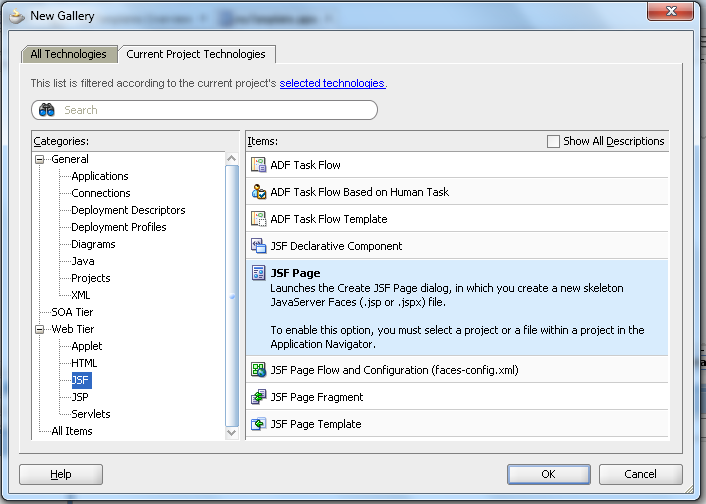 New Gallery
All Technologies
Current Project Technologies
This list is filtered according to the current project's selected technologies.
Search
Categories:
General
Applications
Connections
Deployment Descriptors
Deployment Profiles
Diagrams
Java
Projects
XML
SOA Tier
Web Tier
Applet
HTML
JSF
JSP
Servlets
All Items
Items:
Show All Descriptions
ADF Task Flow
ADF Task Flow Based on Human Task
ADF Task Flow Template
JSF Declarative Component
JSF Page
Launches the Create JSF Page dialog, in which you create a new skeleton
JavaServer Faces (.jsp or .jspx) file.
To enable this option, you must select a project or a file within a project in the
Application Navigator.
JSF Page Flow and Configuration (faces-config.xml)
JSF Page Fragment
JSF Page Template
Help
OK
Cancel